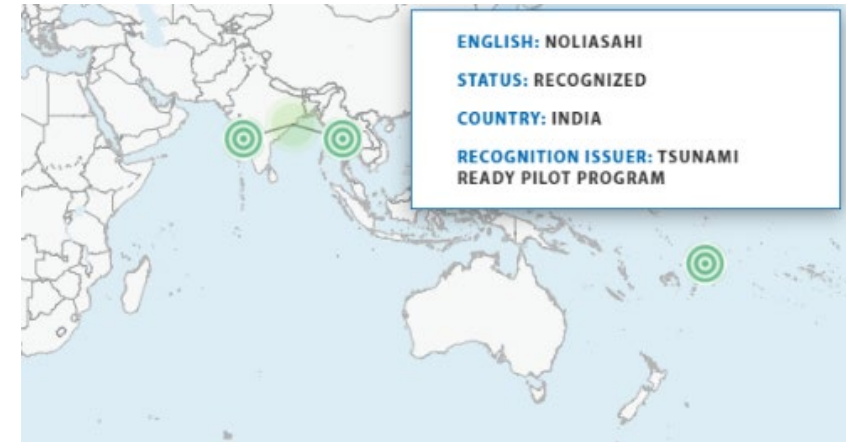 ENGLISH: NOLIASAHI
STATUS: RECOGNIZED
COUNTRY: INDIA
RECOGNITION ISSUER: TSUNAMI
READY PILOT PROGRAM